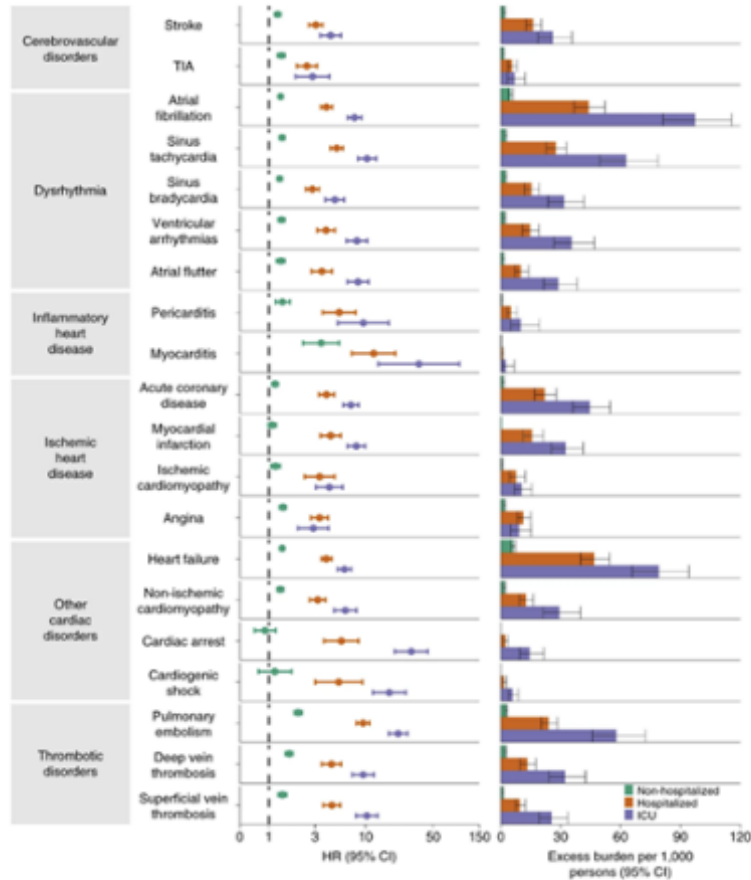 Cerebrovascular
disorders
Stroke
TIA
Dysrhythmia
Atrial
fibrillation
Sinus
tachycardia
Sinus
bradycardia
Ventricular
arrhythmias
Atrial flutter
Inflammatory
heart
disease
Pericarditis
Myocarditis
Ischemic
heart
disease
Acute coronary
disease
Myocardial
infarction
Ischemic
cardiomyopathy
Angina
Other
cardiac
disorders
Heart failure
Non-ischemic
cardiomyopathy
Cardiac arrest
Cardiogenic
shock
Thrombotic
disorders
Pulmonary
embolism
Deep vein
thrombosis
Superficial vein
thrombosis
0 1 3 10 50 150
HR (95% CI)
Non-hospitalized
Hospitalized
ICU
0 30 60 90 120
Excess burden per 1,000
persons (95% CI)